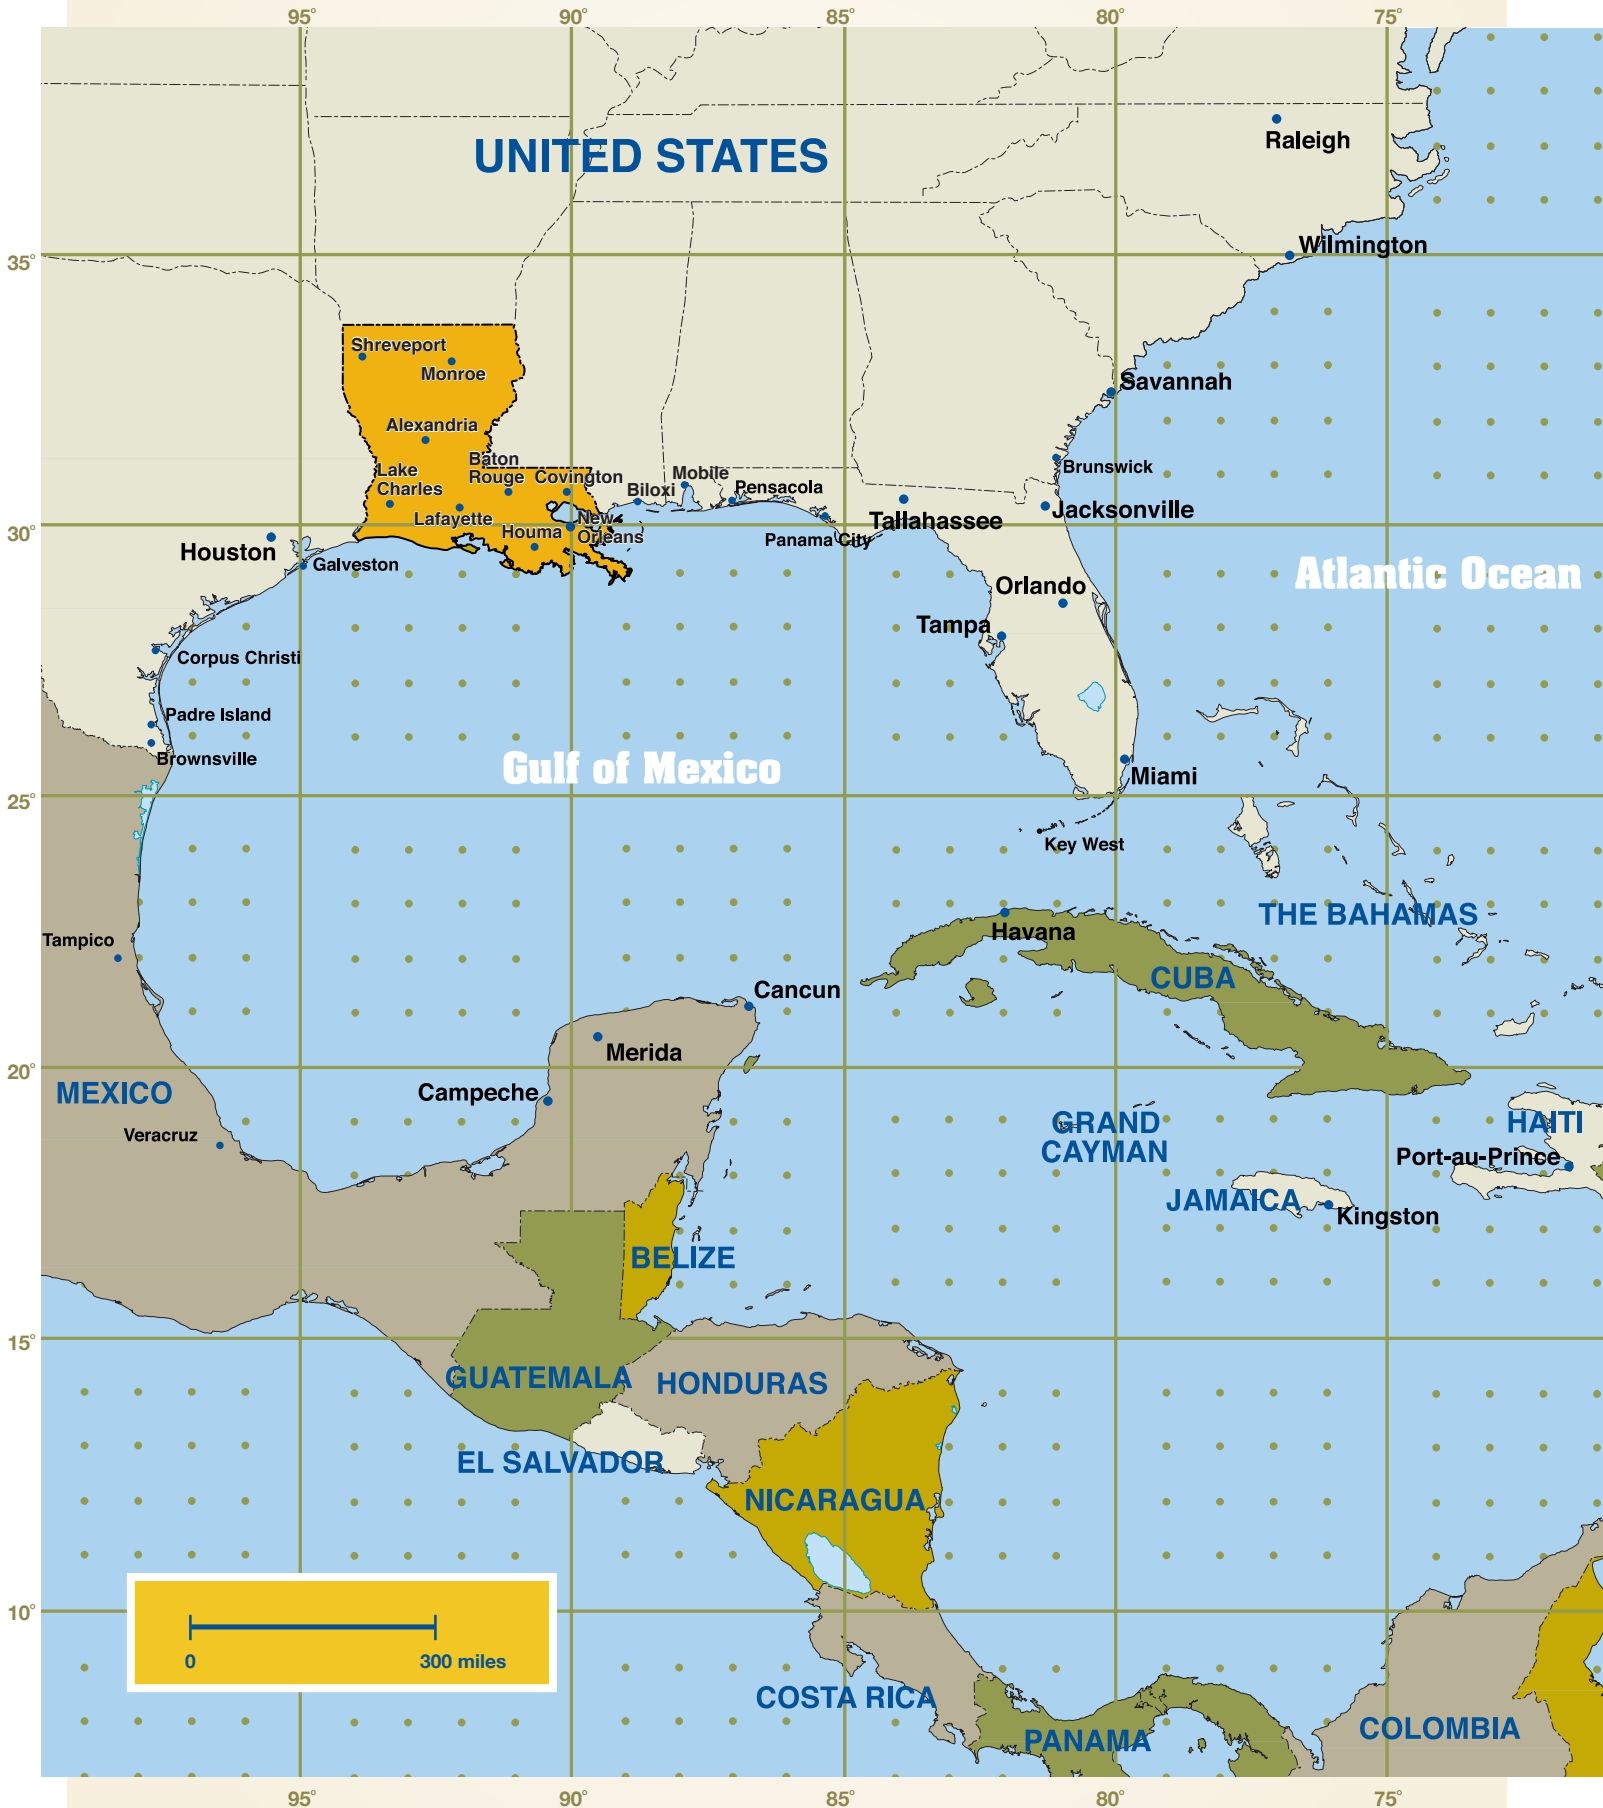 95° 90° 85° 80° 75°
Raleigh
UNITED STATES
Wilmington
35°
Shreveport
Monroe
Savannah
Alexandria
Baton
Rouge
Lake
Charles
Covington
Mobile
Biloxi
Pensacola
Brunswick
Lafayette
New
Orleans
Houma
Tallahassee
Jacksonville
30°
Panama City
Houston
Galveston
Atlantic Ocean
Orlando
Tampa
Corpus Christi
Padre Island
Brownsville
Gulf of Mexico
Miami
25°
Key West
THE BAHAMAS
Havana
Tampico
CUBA
Cancun
Merida
20°
MEXICO
Campeche
GRAND
CAYMAN
HAITI
Veracruz
Port-au-Prince
JAMAICA
Kingston
BELIZE
15°
GUATEMALA
HONDURAS
EL SALVADOR
NICARAGUA
10°
0 300 miles
COSTA RICA
PANAMA
COLOMBIA
95° 90° 85° 80° 75°